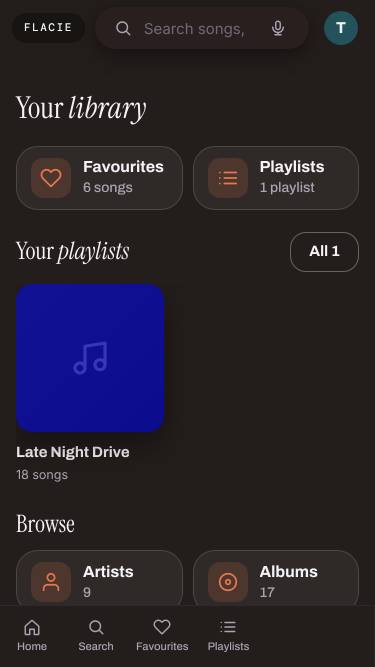 FLACIE
Search songs,
T
Your library
Favourites
6 songs
Playlists
1 playlist
Your playlists
All 1
Late Night Drive
18 songs
Browse
Artists
9
Albums
17
Home
Search
Favourites
Playlists